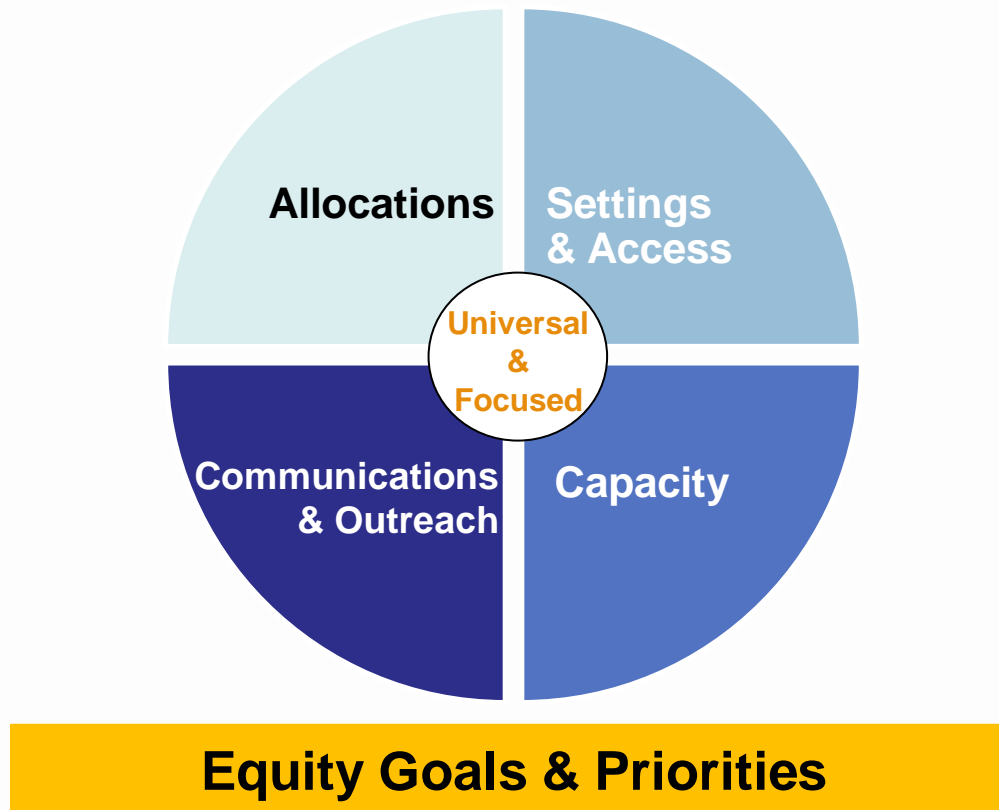 Allocations
Settings
& Access
Universal
&
Focused
Communications
& Outreach
Capacity
Equity Goals & Priorities